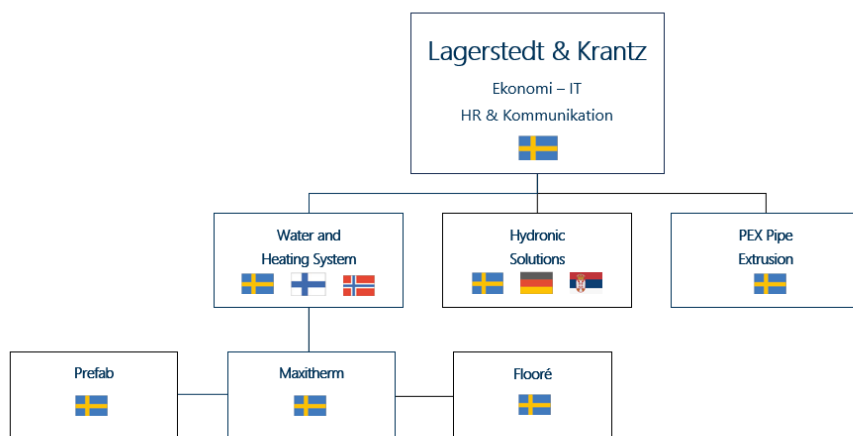 Lagerstedt & Krantz
Ekonomi – IT
HR & Kommunikation
Water and
Heating System
Hydronic
Solutions
PEX Pipe
Extrusion
Prefab
Maxitherm
Flooré